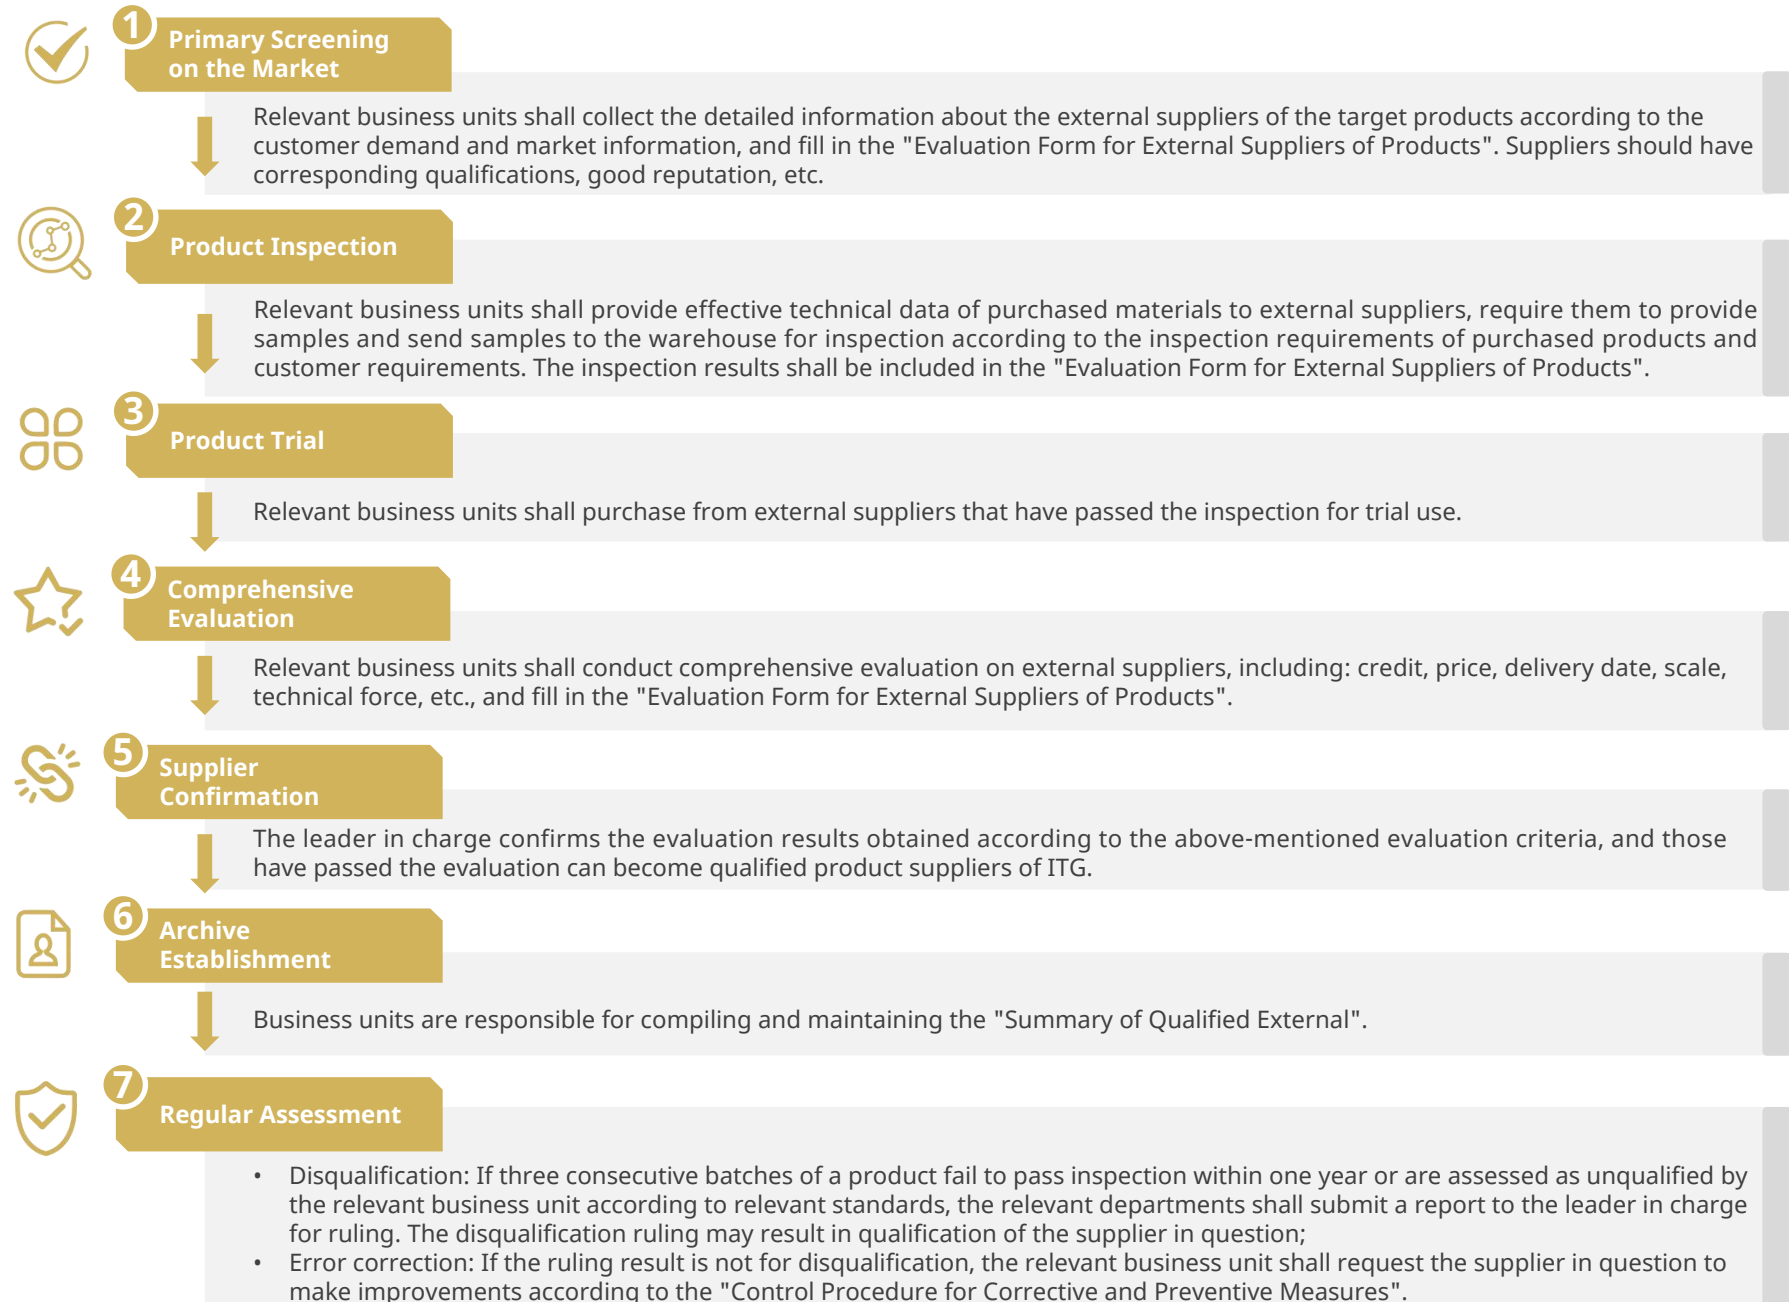 1
Primary Screening
on the Market
Relevant business units shall collect the detailed information about the external suppliers of the target products according to the
customer demand and market information, and fill in the "Evaluation Form for External Suppliers of Products". Suppliers should have
corresponding qualifications, good reputation, etc.
2
Product Inspection
Relevant business units shall provide effective technical data of purchased materials to external suppliers, require them to provide
samples and send samples to the warehouse for inspection according to the inspection requirements of purchased products and
customer requirements. The inspection results shall be included in the "Evaluation Form for External Suppliers of Products".
3
Product Trial
Relevant business units shall purchase from external suppliers that have passed the inspection for trial use.
4
Comprehensive
Evaluation
Relevant business units shall conduct comprehensive evaluation on external suppliers, including: credit, price, delivery date, scale,
technical force, etc., and fill in the "Evaluation Form for External Suppliers of Products".
5
Supplier
Confirmation
The leader in charge confirms the evaluation results obtained according to the above-mentioned evaluation criteria, and those
have passed the evaluation can become qualified product suppliers of ITG.
6
Archive
Establishment
Business units are responsible for compiling and maintaining the "Summary of Qualified External".
7
Regular Assessment
• Disqualification: If three consecutive batches of a product fail to pass inspection within one year or are assessed as unqualified by
the relevant business unit according to relevant standards, the relevant departments shall submit a report to the leader in charge
for ruling. The disqualification ruling may result in qualification of the supplier in question;
• Error correction: If the ruling result is not for disqualification, the relevant business unit shall request the supplier in question to
make improvements according to the "Control Procedure for Corrective and Preventive Measures".